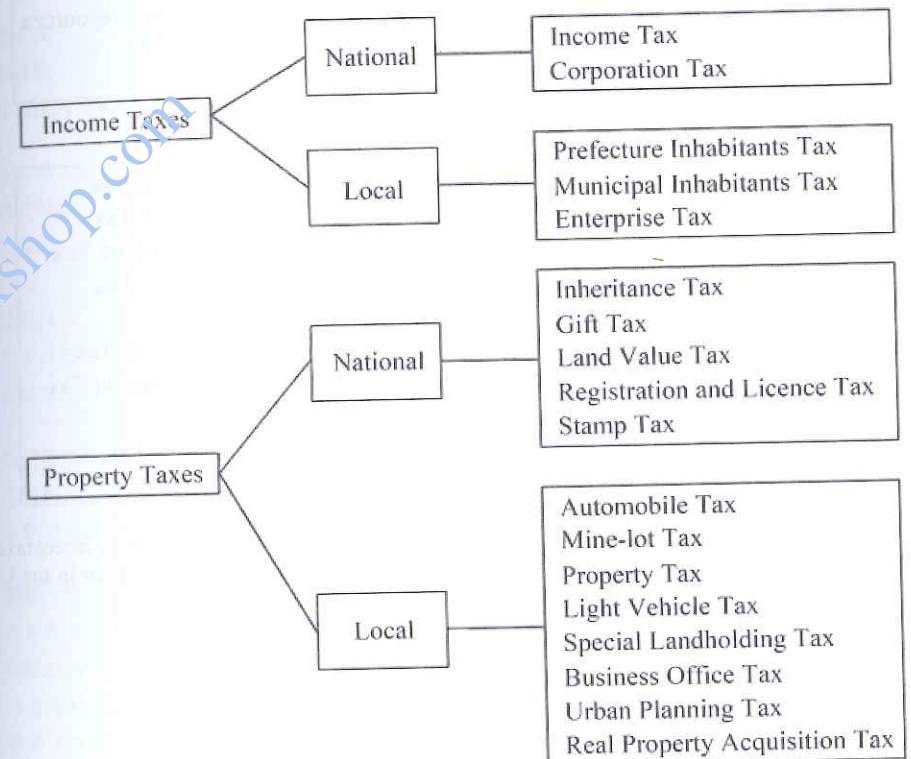 National
Income Tax
Corporation Tax
Income Taxes
Local
Prefecture Inhabitants Tax
Municipal Inhabitants Tax
Enterprise Tax
National
Inheritance Tax
Gift Tax
Land Value Tax
Registration and Licence Tax
Stamp Tax
Property Taxes
Local
Automobile Tax
Mine-lot Tax
Property Tax
Light Vehicle Tax
Special Landholding Tax
Business Office Tax
Urban Planning Tax
Real Property Acquisition Tax